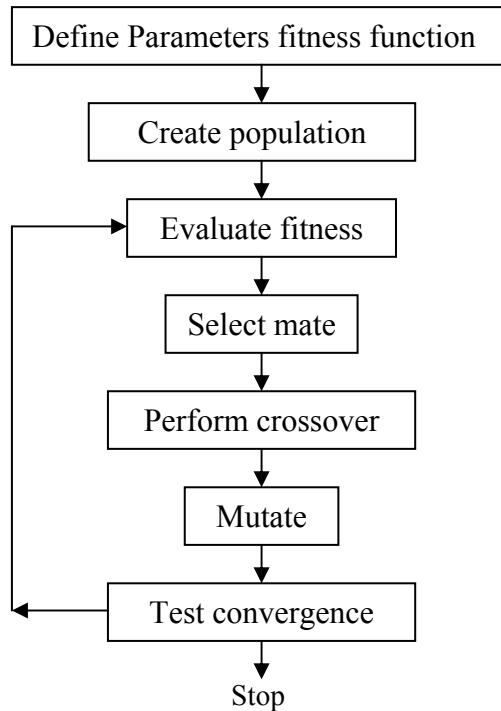 Define Parameters fitness function
Create population
Evaluate fitness
Select mate
Perform crossover
Mutate
Test convergence
Stop